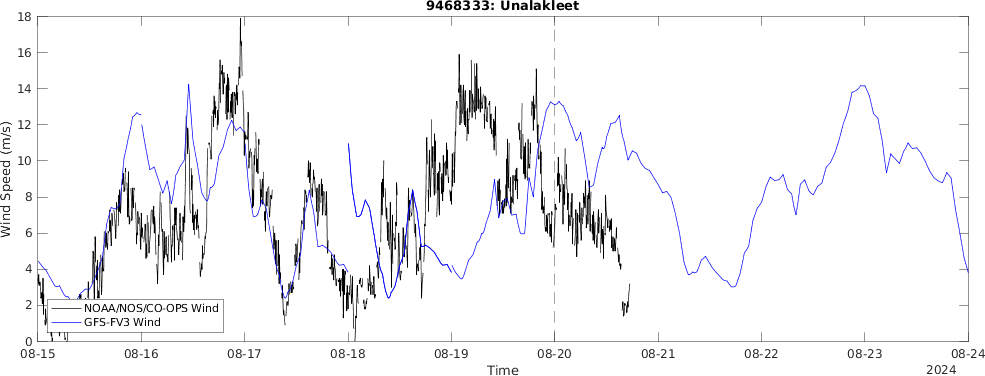 9468333: Unalakleet
18
16
14
12
10
8
6
4
2
0
Wind Speed (m/s)
NOAA/NOS/CO-OPS Wind
GFS-FV3 Wind
08-15 08-16 08-17 08-18 08-19 08-20 08-21 08-22 08-23 08-24
Time
2024